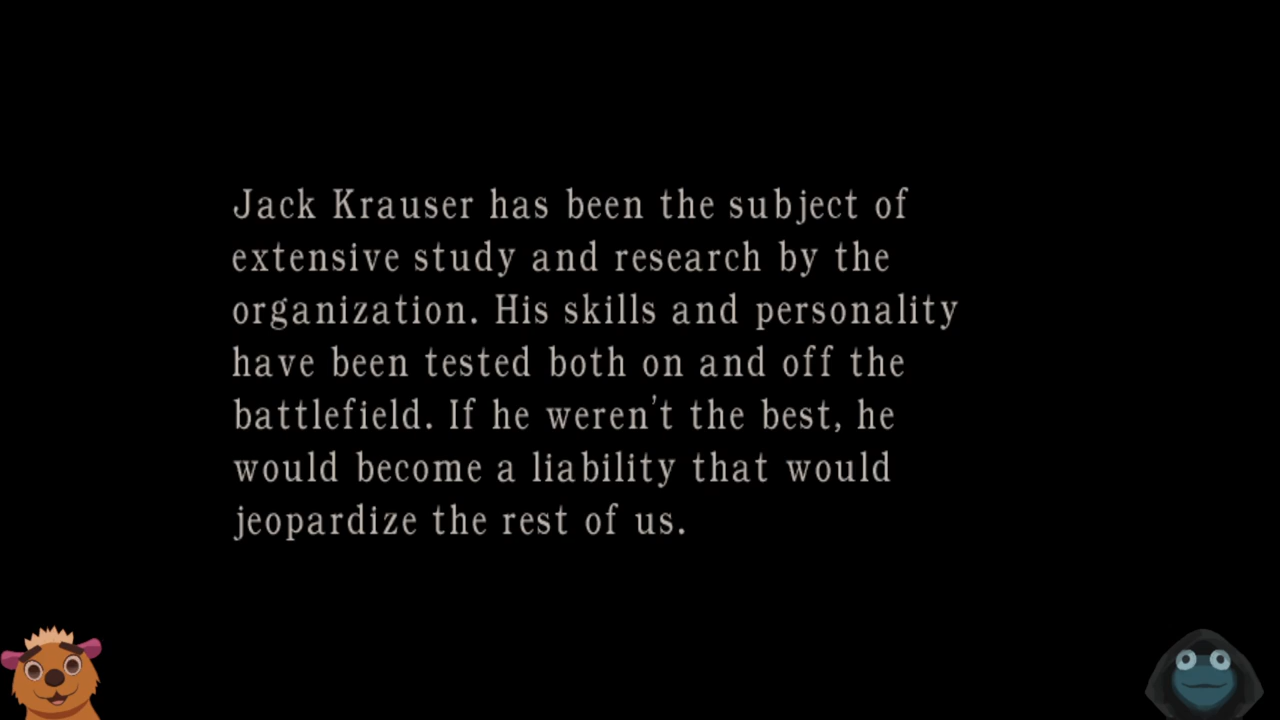 Jack Krauser has been the subject of
extensive study and research by the
organization. His skills and personality
have been tested both on and off the
battlefield. If he weren't the best, he
would become a liability that would
jeopardize the rest of us.